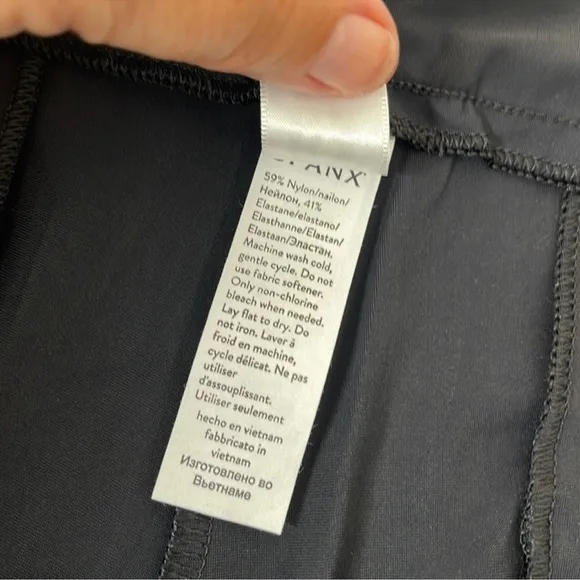 SPANX
59% Nylon/nailon/
Нейлон, 41%
Elastane/elastano/
Elasthanne/Elastan/
Elastaan/Эластан.
Machine wash cold,
gentle cycle. Do not
use fabric softener.
Only non-chlorine
bleach when needed.
Lay flat to dry. Do
not iron. Laver à
froid en machine,
cycle délicat. Ne pas
utiliser
d'assouplissant.
Utiliser seulement
hecho en vietnam
fabbricato in
vietnam
Изготовлено во
Вьетнаме